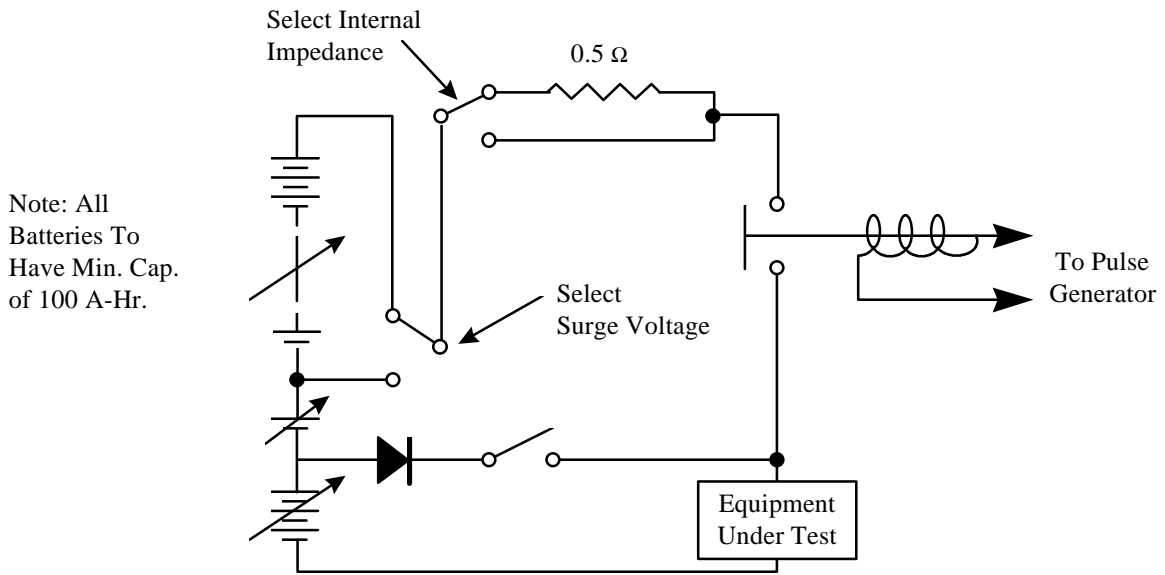 Select Internal
Impedance
0.5 Ω
Note: All
Batteries To
Have Min. Cap.
of 100 A-Hr.
Select
Surge Voltage
To Pulse
Generator
Equipment
Under Test